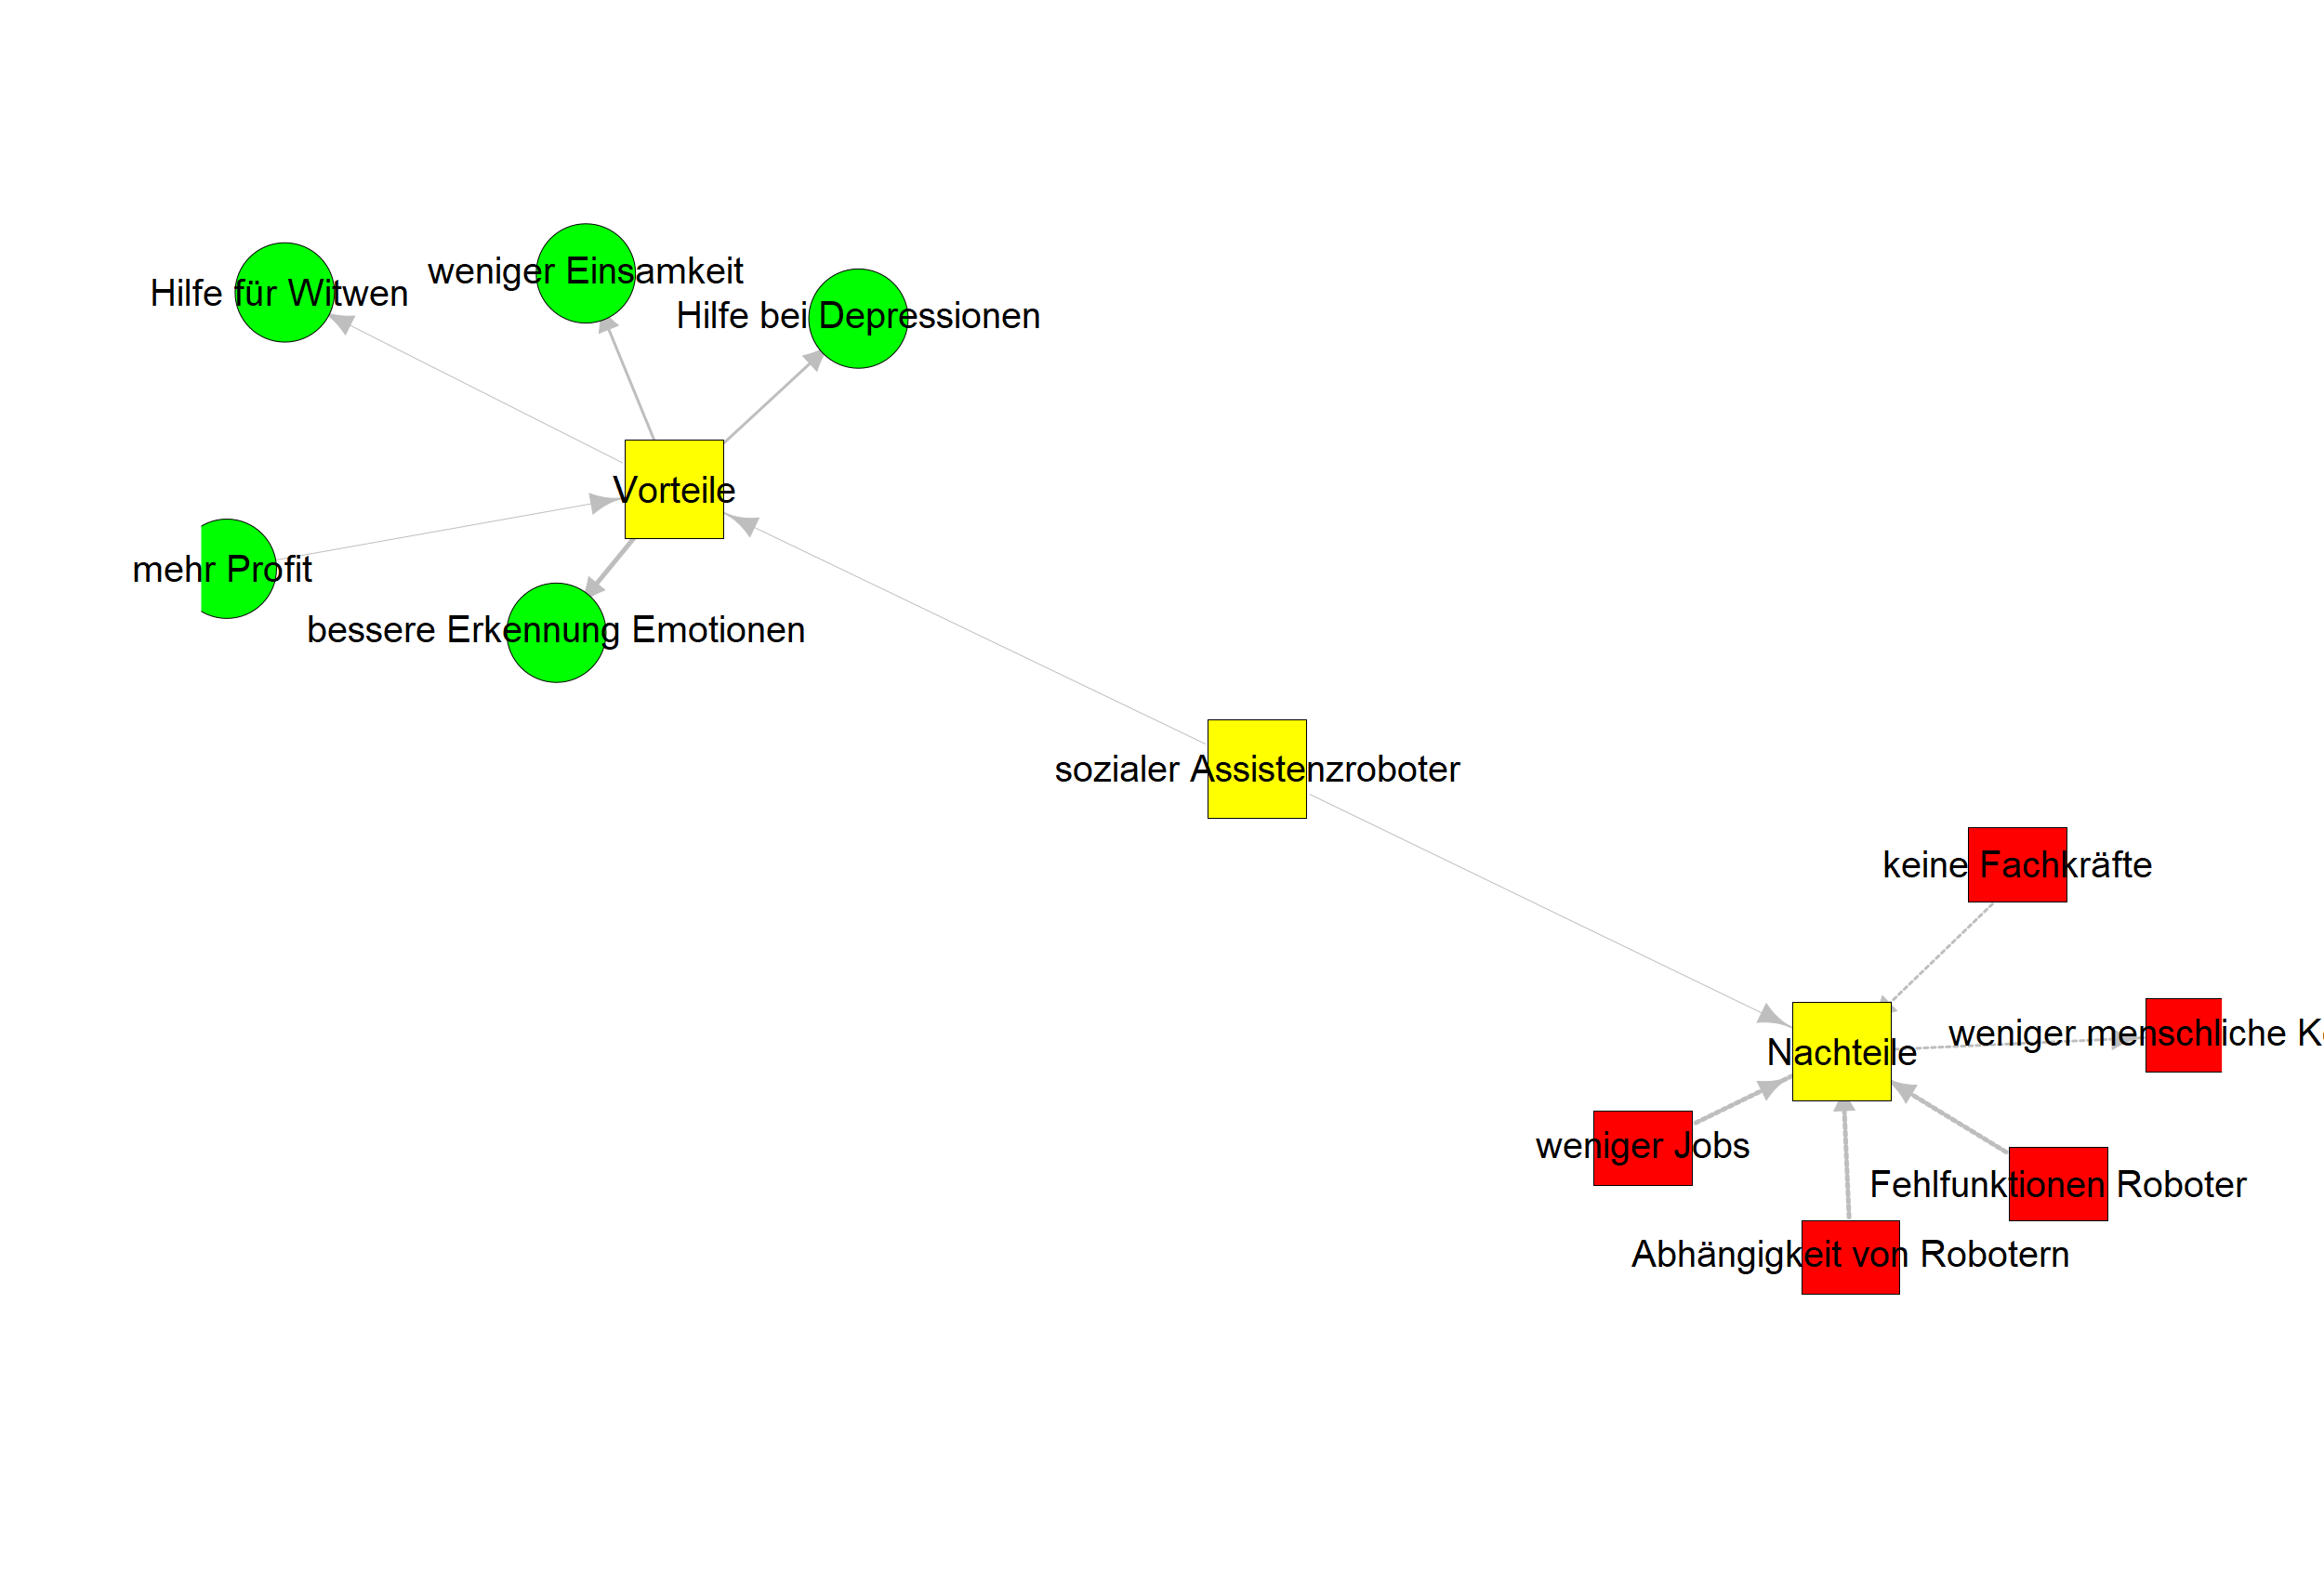 weniger Einsamkeit
Hilfe für Witwen
Hilfe bei Depressionen
Vorteile
mehr Profit
bessere Erkennung Emotionen
sozialer Assistenzroboter
keine Fachkräfte
weniger menschliche
Nachteile
weniger Jobs
Fehlfunktionen Roboter
Abhängigkeit von Robotern